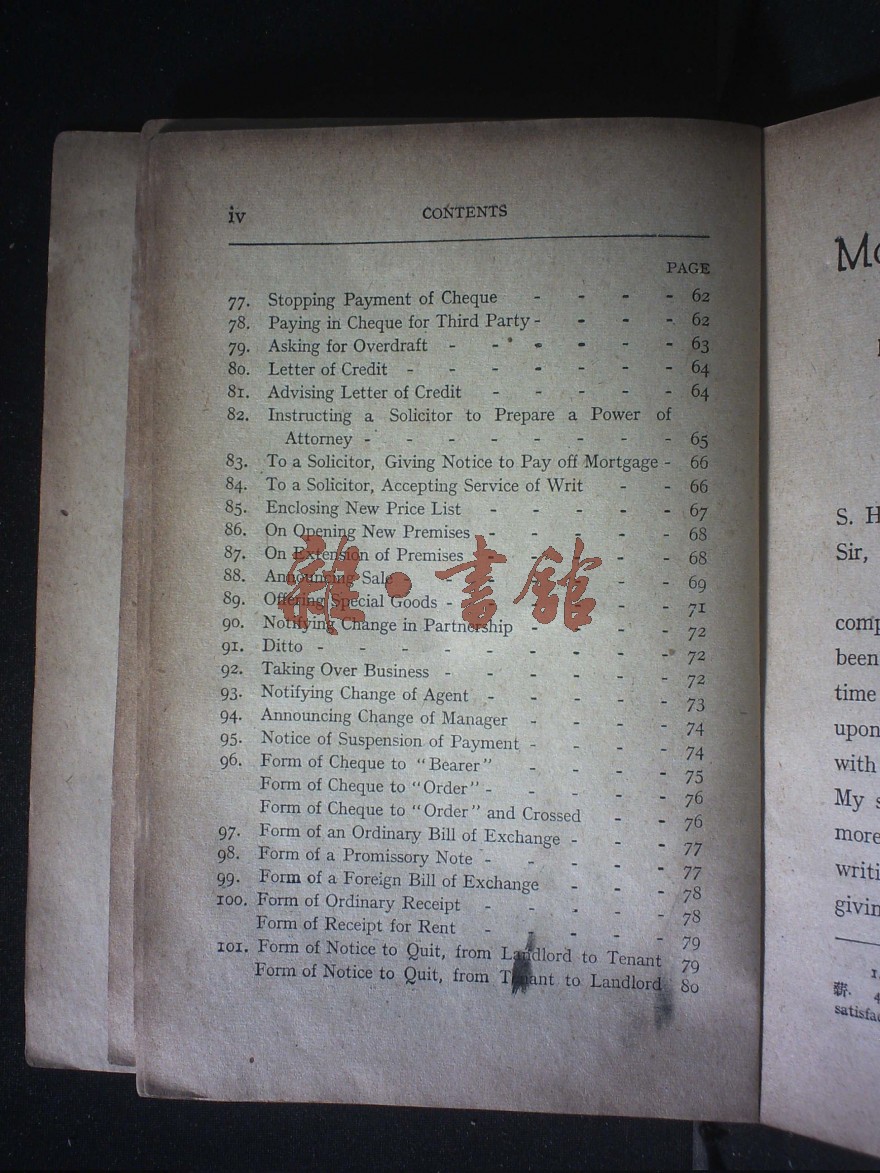 iv CONTENTS
PAGE
77. Stopping Payment of Cheque - - - - 62
78. Paying in Cheque for Third Party - - - - 62
79. Asking for Overdraft - - - - - - 63
80. Letter of Credit - - - - - - - 64
81. Advising Letter of Credit - - - - - 64
82. Instructing a Solicitor to Prepare a Power of
Attorney - - - - - - - - 65
83. To a Solicitor, Giving Notice to Pay off Mortgage - 66
84. To a Solicitor, Accepting Service of Writ - - 66
85. Enclosing New Price List - - - - - 67
86. On Opening New Premises - - - - - 68
87. On Extension of Premises - - - - - 68
88. Announcing Sale - - - - - - - 69
89. Offering Special Goods - - - - - - 71
90. Notifying Change in Partnership - - - - 72
91. Ditto - - - - - - - - - 72
92. Taking Over Business - - - - - - 72
93. Notifying Change of Agent - - - - - 73
94. Announcing Change of Manager - - - - 74
95. Notice of Suspension of Payment - - - - 74
96. Form of Cheque to "Bearer" - - - - 75
Form of Cheque to "Order" - - - - - 76
Form of Cheque to "Order" and Crossed - - 76
97. Form of an Ordinary Bill of Exchange - - - 77
98. Form of a Promissory Note - - - - - 77
99. Form of a Foreign Bill of Exchange - - - 78
100. Form of Ordinary Receipt - - - - - 78
Form of Receipt for Rent - - - - - 79
101. Form of Notice to Quit, from Landlord to Tenant 79
Form of Notice to Quit, from Tenant to Landlord 80
雜·書館
S. H
Sir,
been
time
upon
with
My
more